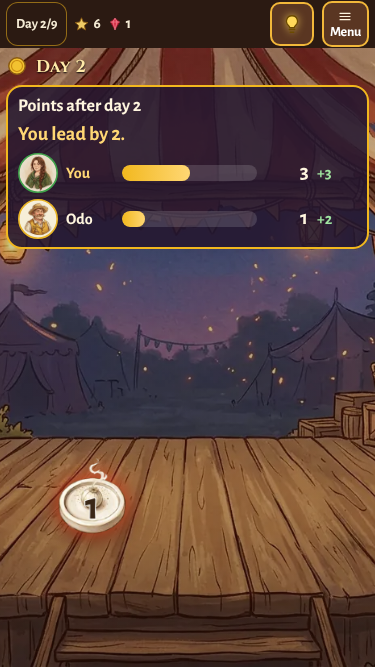 Day 2/9
6
1
Menu
Day 2
Points after day 2
You lead by 2.
You
3
+3
Odo
1
+2
1